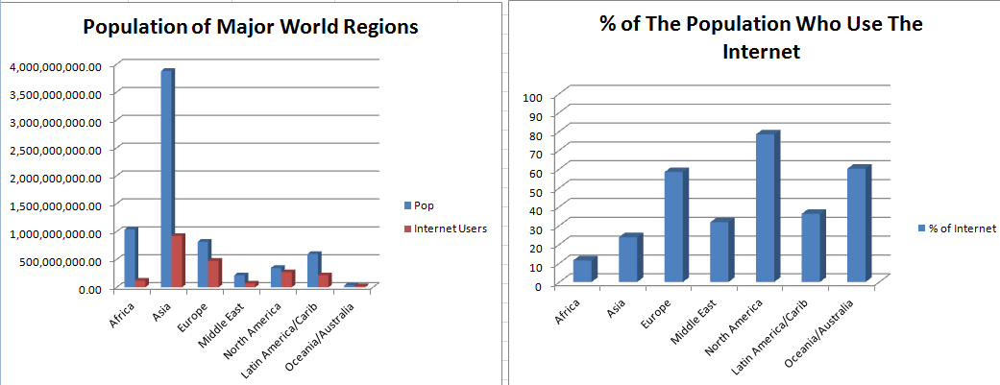 Population of Major World Regions
4,000,000,000.00
3,500,000,000.00
3,000,000,000.00
2,500,000,000.00
2,000,000,000.00
1,500,000,000.00
1,000,000,000.00
500,000,000.00
0.00
Africa
Asia
Europe
Middle East
North America
Latin America/Carib
Oceania/Australia
Pop
Internet Users
% of The Population Who Use The
Internet
100
90
80
70
60
50
40
30
20
10
0
Africa
Asia
Europe
Middle East
North America
Latin America/Carib
Oceania/Australia
% of Internet